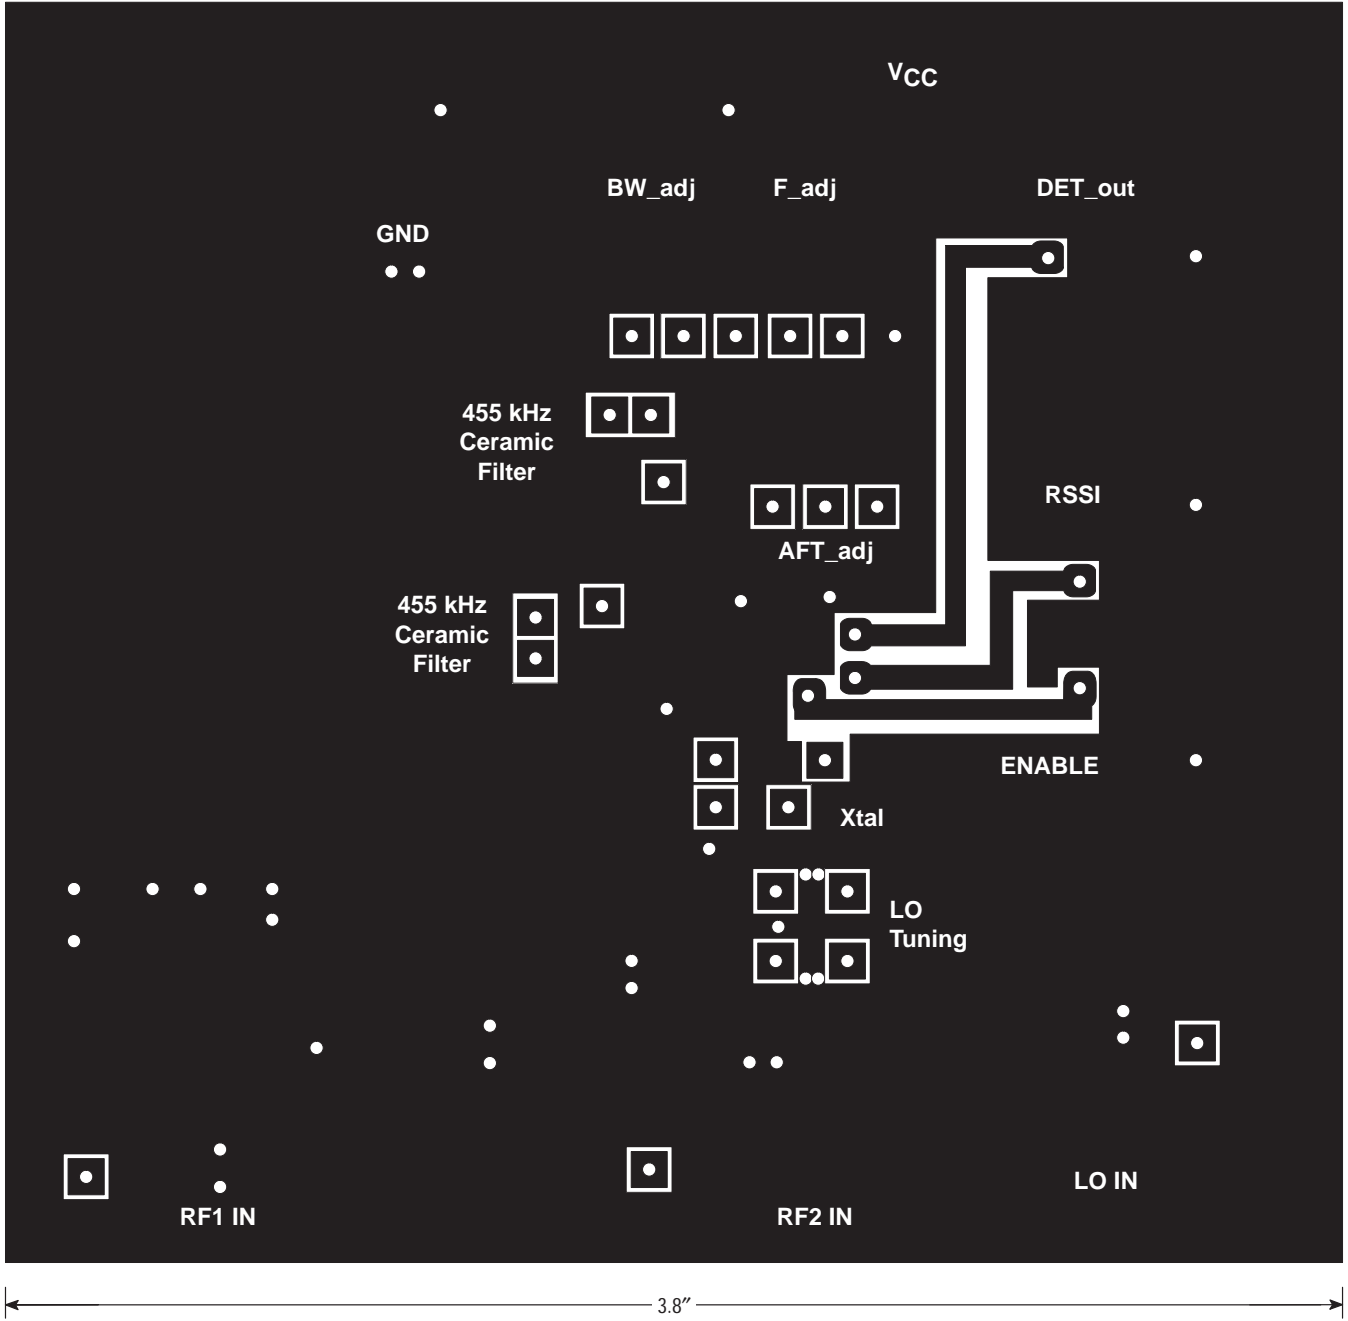 VCC
BW_adj
F_adj
DET_out
GND
455 kHz
Ceramic
Filter
RSSI
AFT_adj
455 kHz
Ceramic
Filter
ENABLE
Xtal
LO
Tuning
LO IN
RF1 IN
RF2 IN
3.8″